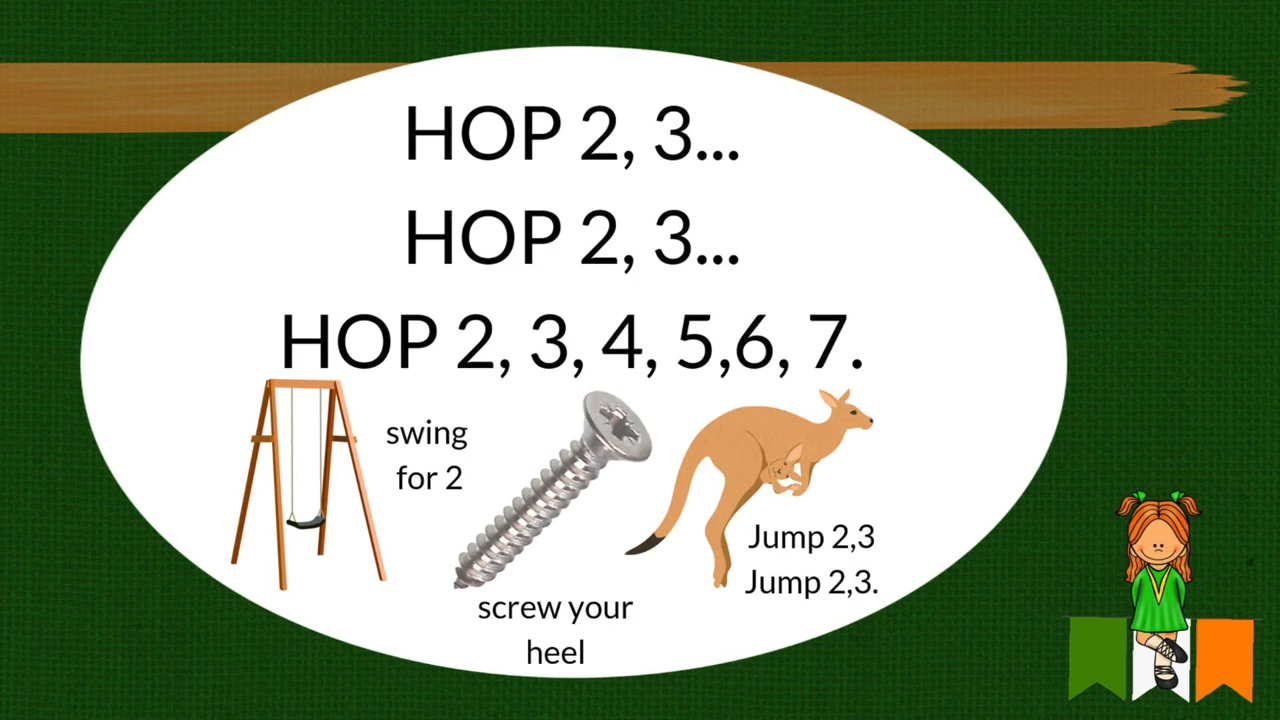 HOP 2, 3...
HOP 2, 3...
HOP 2, 3, 4, 5,6, 7.
swing
for 2
screw your
heel
Jump 2,3
Jump 2,3.